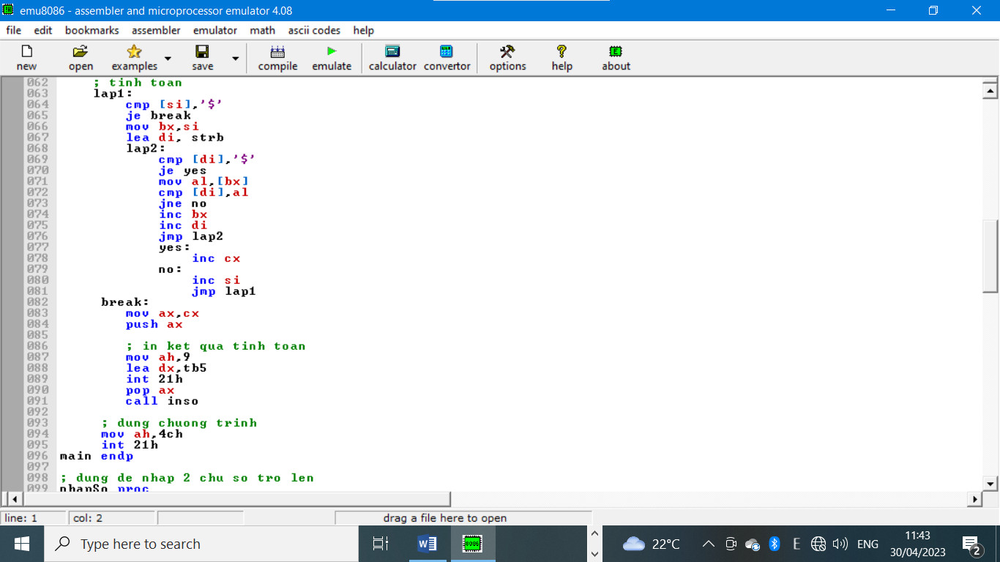 emu8086 - assembler and microprocessor emulator 4.08
file edit bookmarks assembler emulator math ascii codes help
new open examples save compile emulate calculator convertor options help about
062 ; tinh toan
063 lap1:
064 cmp [si],'$'
065 je break
066 mov bx,si
067 lea di, strb
068 lap2:
069 cmp [di],'$'
070 je yes
071 mov al,[bx]
072 cmp [di],al
073 jne no
074 inc bx
075 inc di
076 jmp lap2
077 yes:
078 inc cx
079 no:
080 inc si
081 jmp lap1
082 break:
083 mov ax,cx
084 push ax
085
086 ; in ket qua tinh toan
087 mov ah,9
088 lea dx,tb5
089 int 21h
090 pop ax
091 call inso
092
093 ; dung chuong trinh
094 mov ah,4ch
095 int 21h
096 main endp
097
098 ; dung de nhap 2 chu so tro len
099 nhapSo proc
line: 1 col: 2 drag a file here to open
Type here to search 22°C ENG 11:43
30/04/2023 2